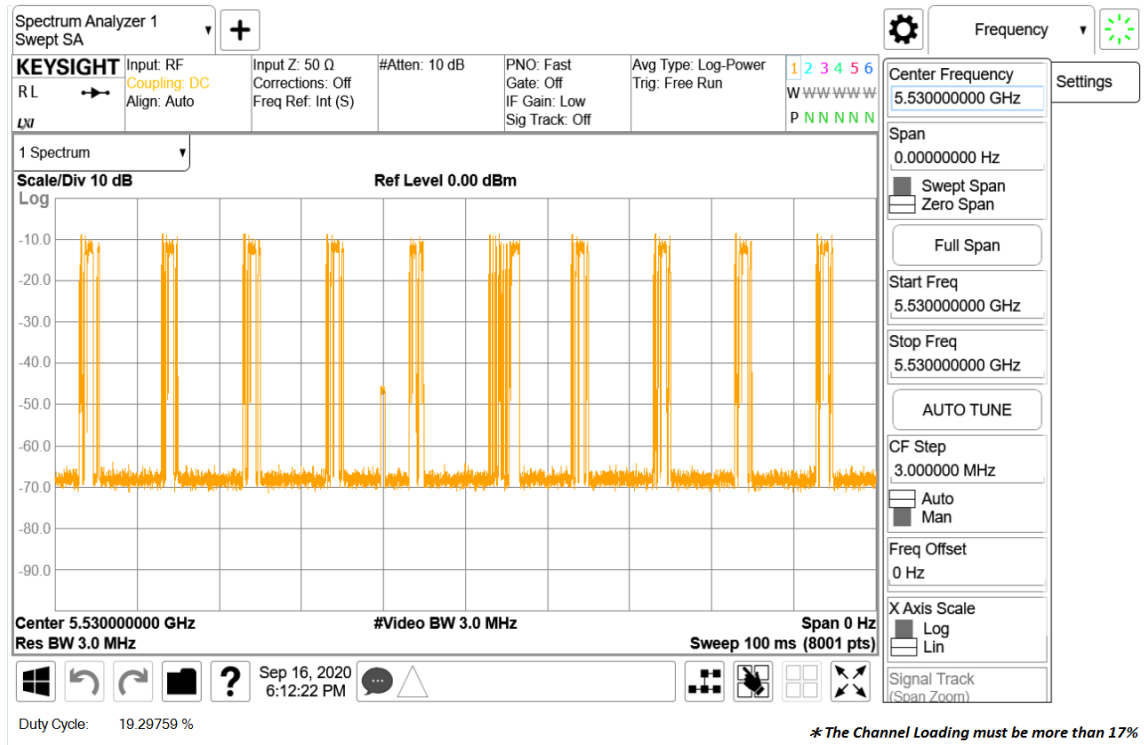 Spectrum Analyzer 1
Swept SA
Frequency
KEYSIGHT
R L
LXI
Input: RF
Coupling: DC
Align: Auto
Input Z: 50 Ω
Corrections: Off
Freq Ref: Int (S)
#Atten: 10 dB
PNO: Fast
Gate: Off
IF Gain: Low
Sig Track: Off
Avg Type: Log-Power
Trig: Free Run
1 2 3 4 5 6
W W W W W W
P N N N N N
1 Spectrum
Scale/Div 10 dB
Ref Level 0.00 dBm
Log
-10.0
-20.0
-30.0
-40.0
-50.0
-60.0
-70.0
-80.0
-90.0
Center 5.530000000 GHz
#Video BW 3.0 MHz
Span 0 Hz
Res BW 3.0 MHz
Sweep 100 ms (8001 pts)
?
Sep 16, 2020
6:12:22 PM
Center Frequency
5.530000000 GHz
Settings
Span
0.00000000 Hz
Swept Span
Zero Span
Full Span
Start Freq
5.530000000 GHz
Stop Freq
5.530000000 GHz
AUTO TUNE
CF Step
3.000000 MHz
Auto
Man
Freq Offset
0 Hz
X Axis Scale
Log
Lin
Signal Track
(Span Zoom)
Duty Cycle: 19.29759 %
* The Channel Loading must be more than 17%